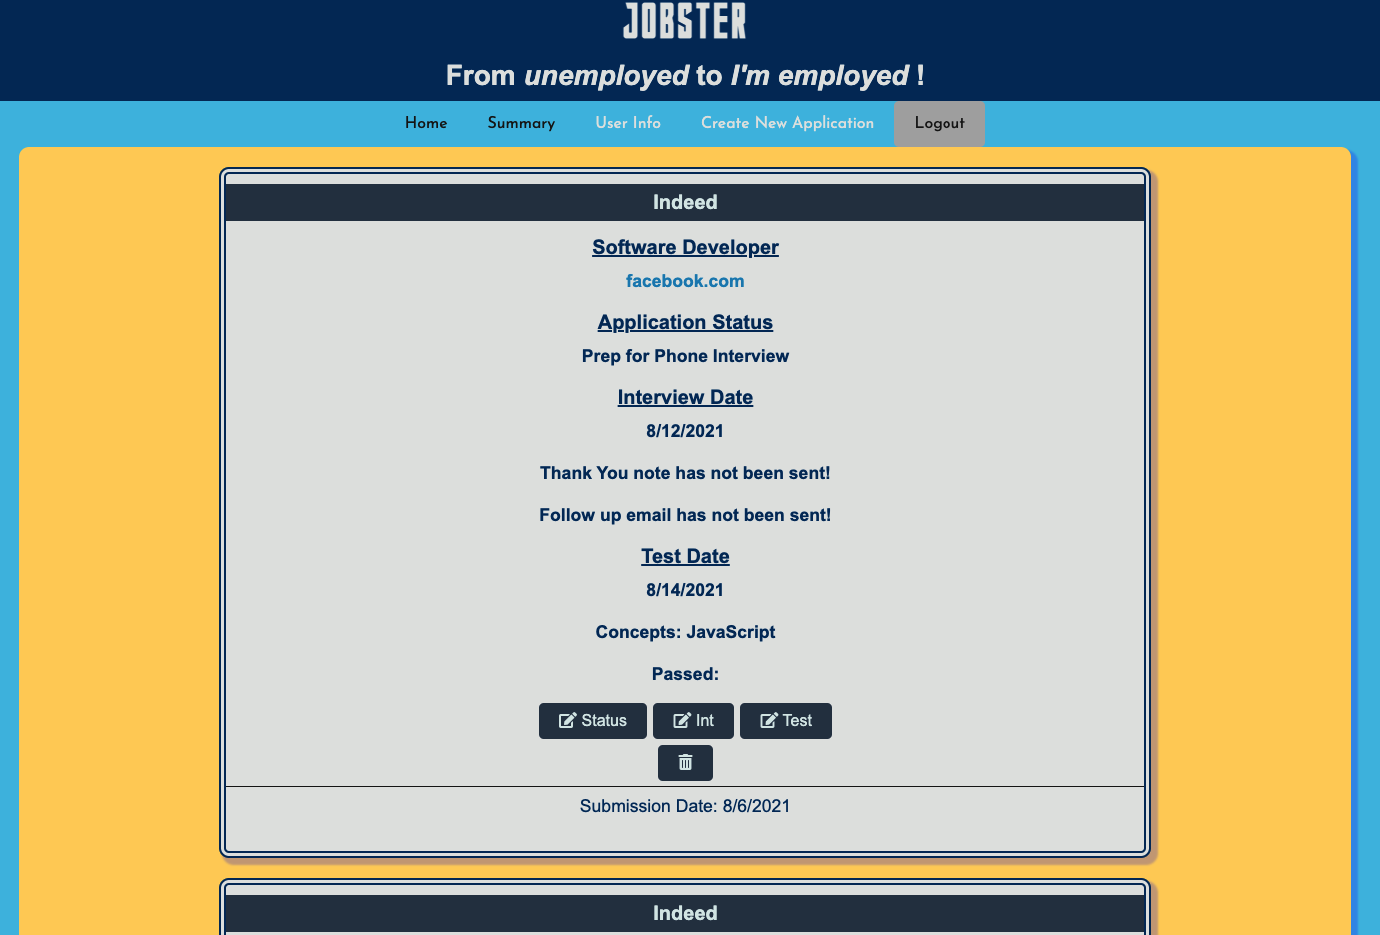 JOBSTER
From unemployed to I'm employed !
Home Summary User Info Create New Application Logout
Indeed
Software Developer
facebook.com
Application Status
Prep for Phone Interview
Interview Date
8/12/2021
Thank You note has not been sent!
Follow up email has not been sent!
Test Date
8/14/2021
Concepts: JavaScript
Passed:
Status Int Test
Submission Date: 8/6/2021
Indeed